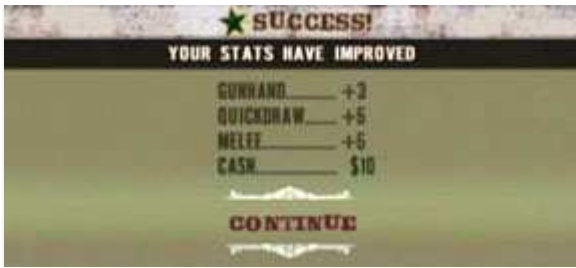 SUCCESS!
YOUR STATS HAVE IMPROVED
GUNHAND +3
QUICKDRAW +5
MELEE +5
CASH $10
CONTINUE